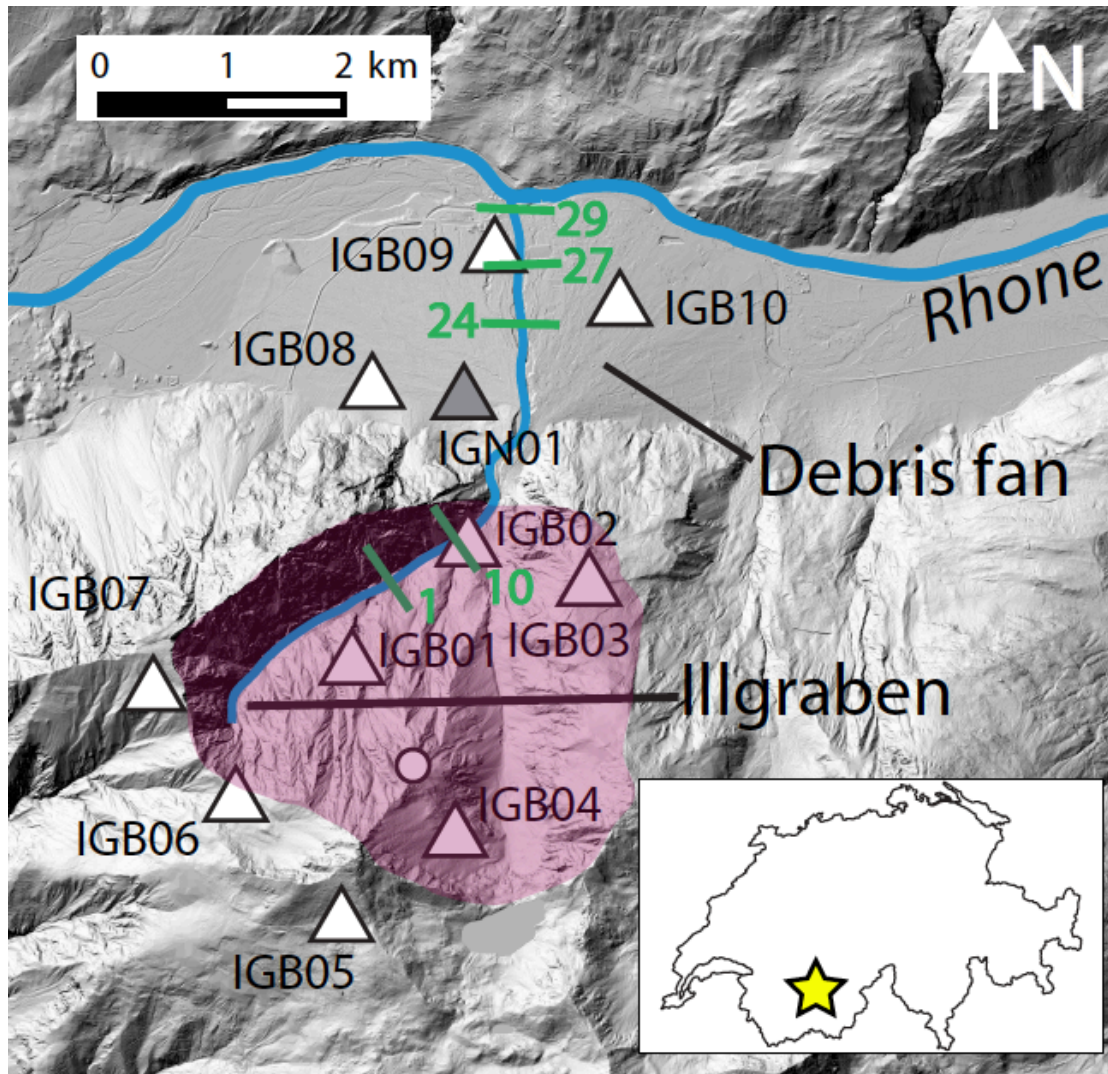 0 1 2 km
N
29
IGB09
27
IGB10
Rhone
24
IGB08
IGN01
Debris fan
IGB02
IGB07
10
1
IGB03
IGB01
Illgraben
IGB04
IGB06
IGB05